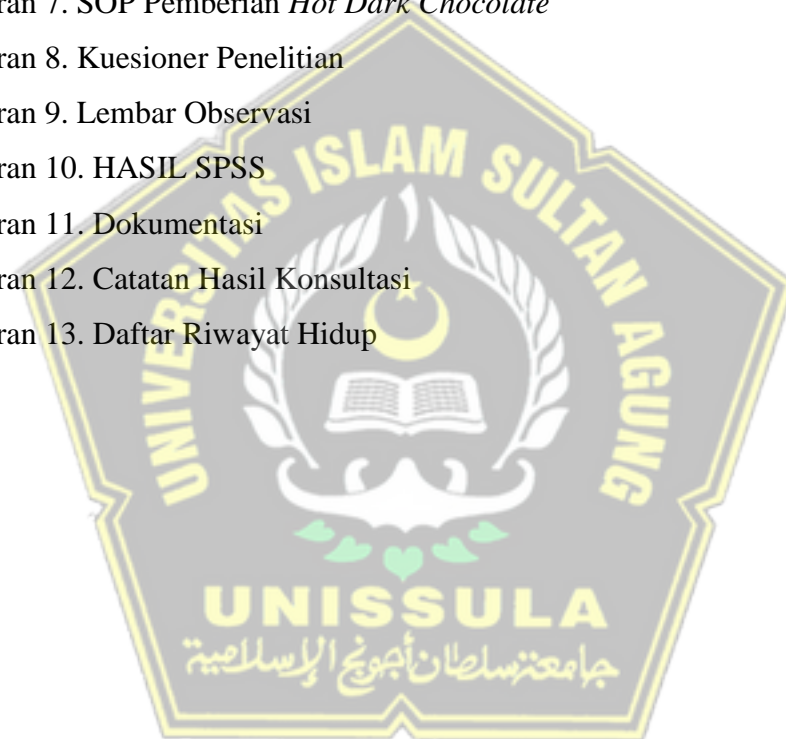 ran 7. SOP Pemberian Hot Dark Chocolate
ran 8. Kuesioner Penelitian
ran 9. Lembar Observasi
ran 10. HASIL SPSS
ran 11. Dokumentasi
ran 12. Catatan Hasil Konsultasi
ran 13. Daftar Riwayat Hidup
UNIVERSITAS ISLAM SULTAN AGUNG
UNISSULA
جامعتنسلطان أجونج الإسلامية